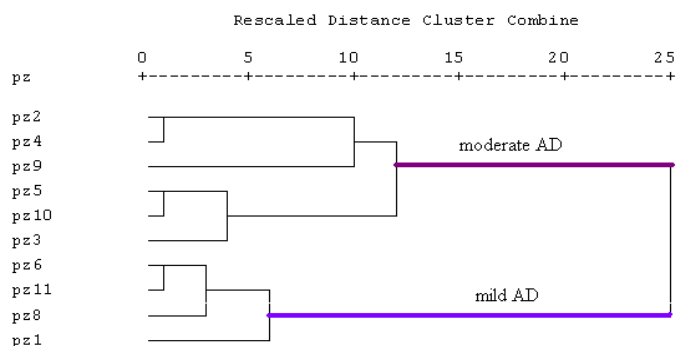 Rescaled Distance Cluster Combine
0 5 10 15 20 25
pz
pz2
pz4
moderate AD
pz9
pz5
pz10
pz3
pz6
pz11
mild AD
pz8
pz1